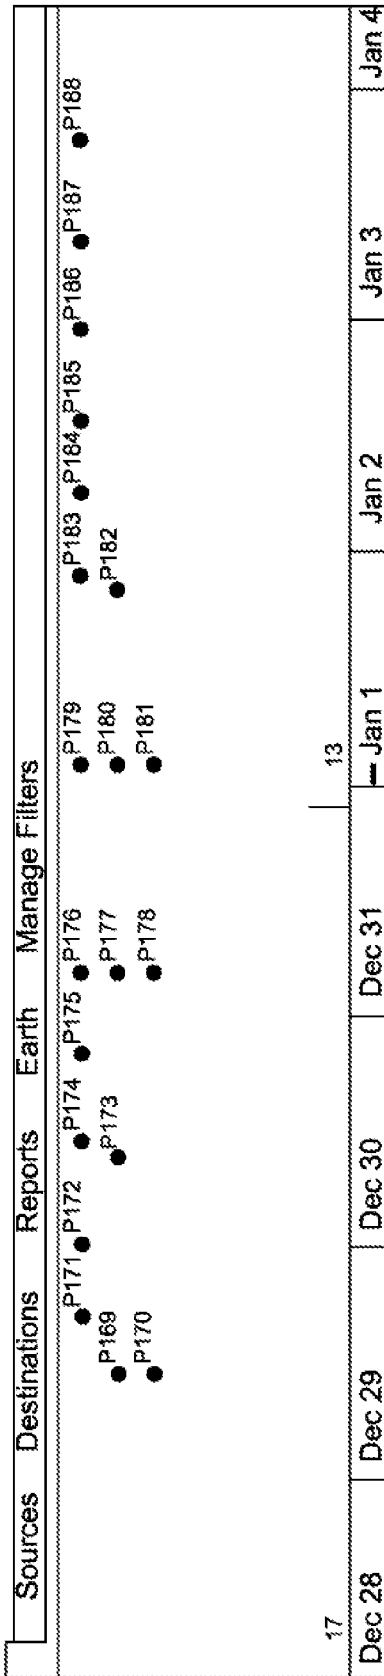 Sources Destinations Reports Earth Manage Filters
P171 P172 P174 P175 P176 P179 P183 P184 P185 P186 P187 P188
P169 P173 P177 P180 P182
P170 P178 P181
17 13
Dec 28 Dec 29 Dec 30 Dec 31 Jan 1 Jan 2 Jan 3 Jan 4